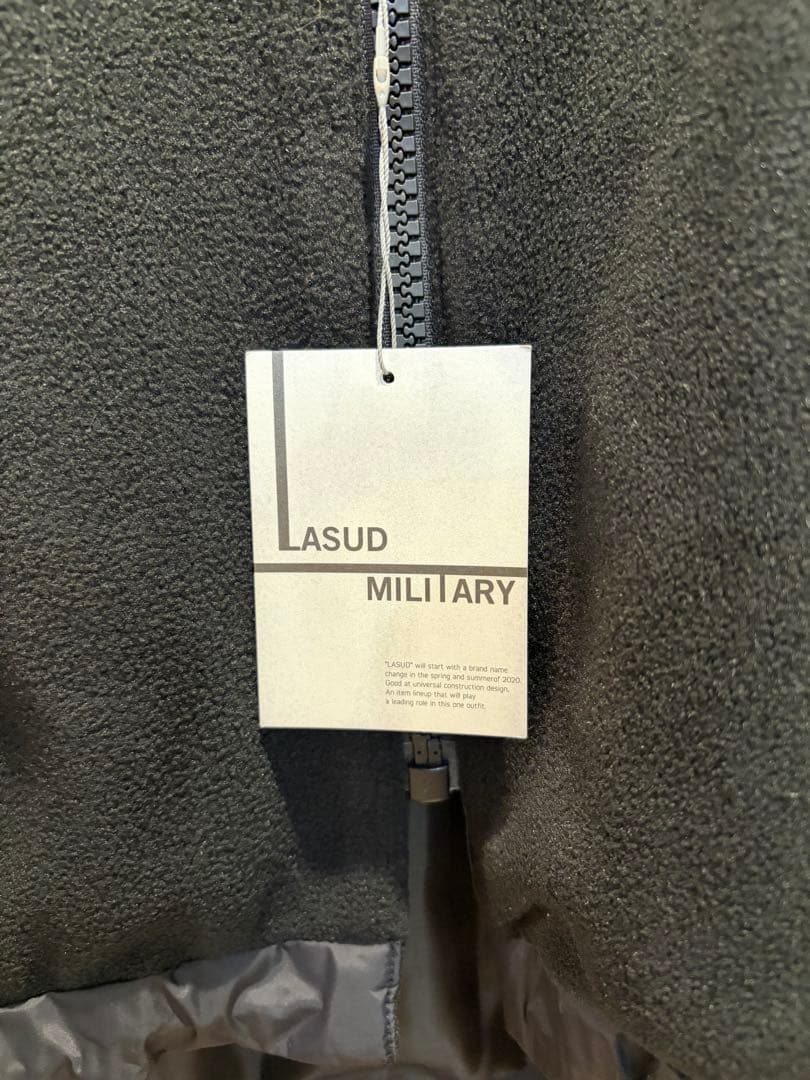 LASUD
MILITARY
"LASUD" will start with a brand name
change in the spring and summerof 2020.
Good at universal construction design.
An item lineup that will play
a leading role in this one outfit.